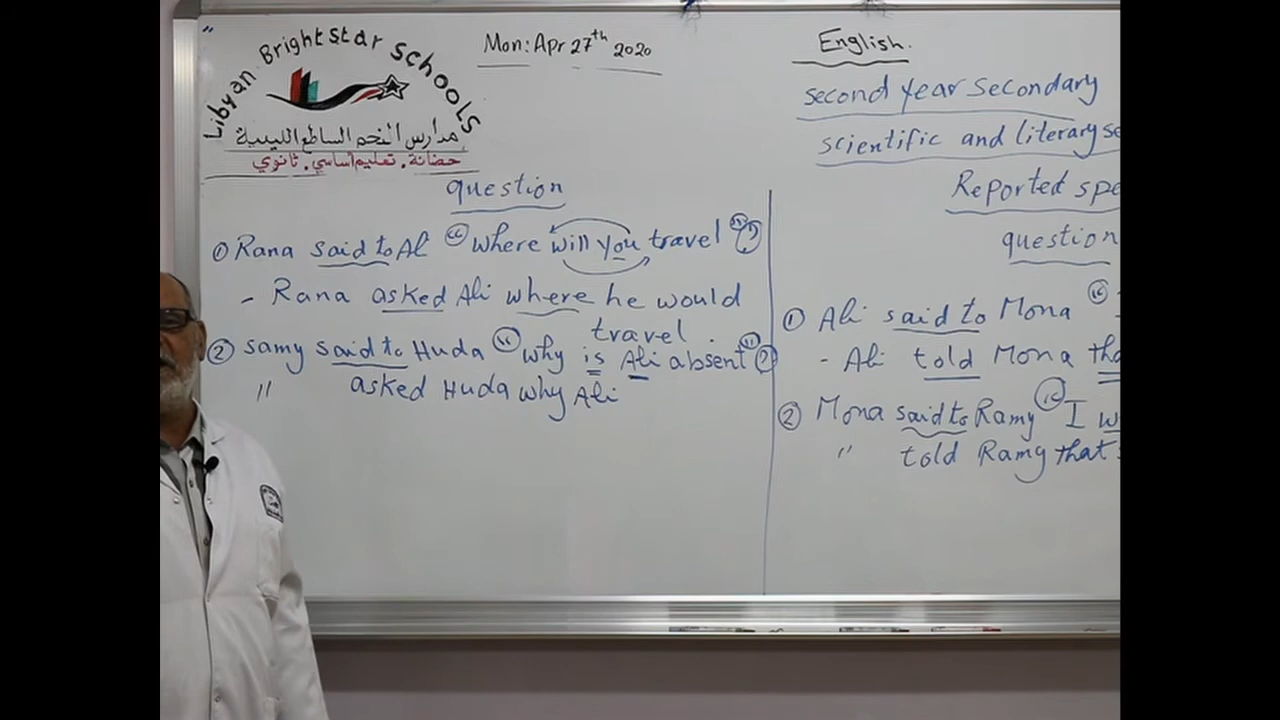 Libyan Bright star schools
مدارس النجم الساطع الليبية
حضانة . تعليم أساسي . ثانوي
Mon: Apr 27th 2020
English.
second year secondary
scientific and literary se
Reported spe
question
question
① Rana said to Ali “where will you travel ”?
- Rana asked Ali where he would
travel .
② samy said to Huda “why is Ali absent”?
〃 asked Huda why Ali
① Ali said to Mona “
- Ali told Mona tha
② Mona said to Ramy “I w
〃 told Ramy that